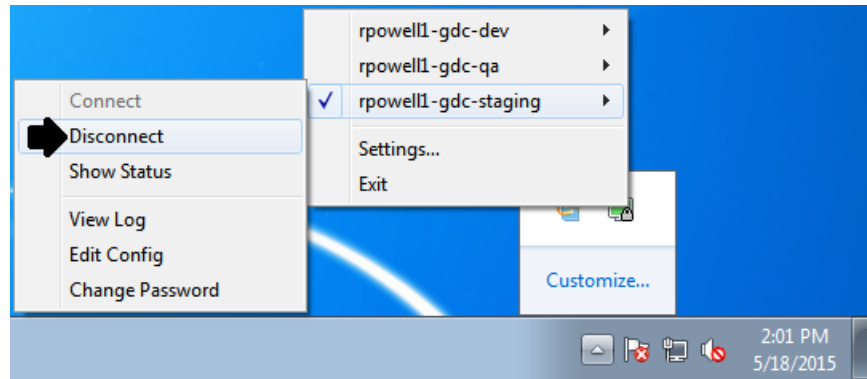 rpowell1-gdc-dev
rpowell1-gdc-qa
rpowell1-gdc-staging
Settings...
Exit
Connect
Disconnect
Show Status
View Log
Edit Config
Change Password
Customize...
2:01 PM
5/18/2015